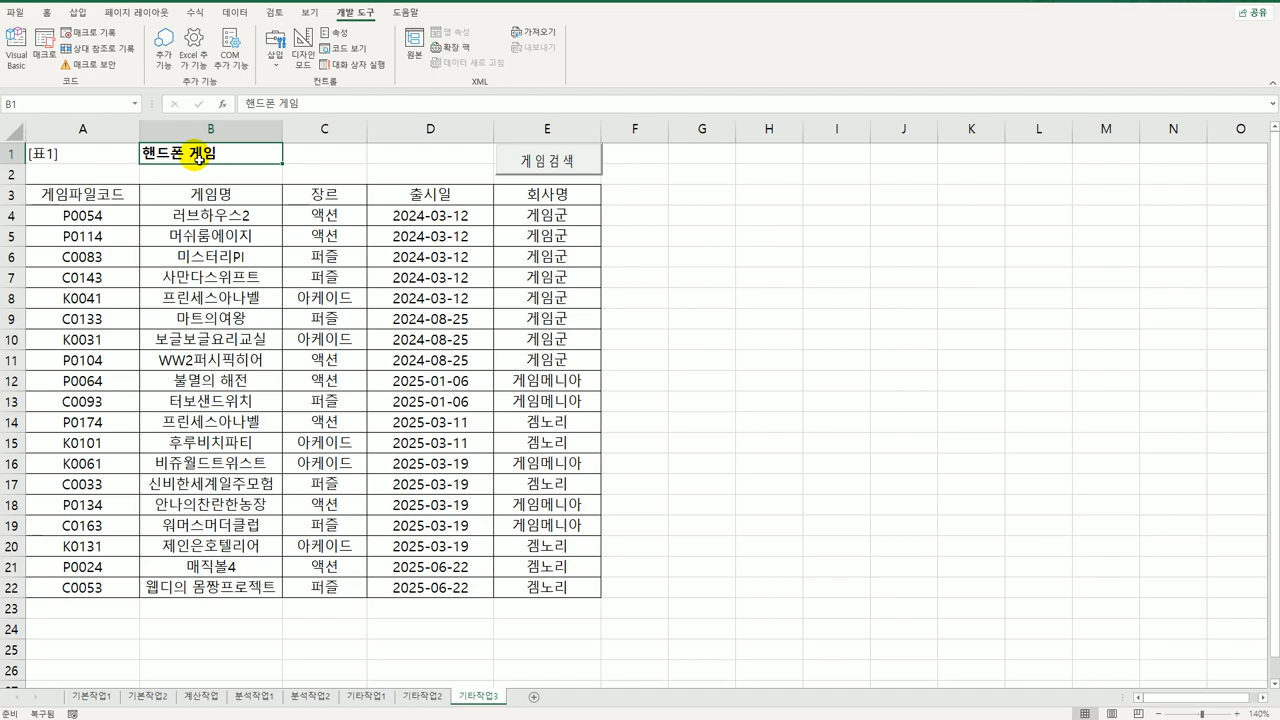 파일 홈 삽입 페이지 레이아웃 수식 데이터 검토 보기 개발 도구 도움말 공유
Visual Basic 매크로 매크로 기록 상대 참조로 기록 매크로 보안
추가 기능 Excel 추가 기능 COM 추가 기능
삽입 디자인 모드 속성 코드 보기 대화 상자 실행
원본 맵 속성 확장 팩 데이터 새로 고침 가져오기 내보내기
코드 추가 기능 컨트롤 XML
B1 fx 핸드폰 게임
A B C D E F G H I J K L M N O
1 [표1] 핸드폰 게임 게임검색
2
3 게임파일코드 게임명 장르 출시일 회사명
4 P0054 러브하우스2 액션 2024-03-12 게임군
5 P0114 머쉬룸에이지 액션 2024-03-12 게임군
6 C0083 미스터리PI 퍼즐 2024-03-12 게임군
7 C0143 사만다스위프트 퍼즐 2024-03-12 게임군
8 K0041 프린세스아나벨 아케이드 2024-03-12 게임군
9 C0133 마트의여왕 퍼즐 2024-08-25 게임군
10 K0031 보글보글요리교실 아케이드 2024-08-25 게임군
11 P0104 WW2퍼시픽히어 액션 2024-08-25 게임군
12 P0064 불멸의 해전 액션 2025-01-06 게임메니아
13 C0093 터보샌드위치 퍼즐 2025-01-06 게임메니아
14 P0174 프린세스아나벨 액션 2025-03-11 겜노리
15 K0101 후루비치파티 아케이드 2025-03-11 겜노리
16 K0061 비쥬월드트위스트 아케이드 2025-03-19 게임메니아
17 C0033 신비한세계일주모험 퍼즐 2025-03-19 겜노리
18 P0134 안나의찬란한농장 액션 2025-03-19 게임메니아
19 C0163 워머스머더클럽 퍼즐 2025-03-19 게임메니아
20 K0131 제인은호텔리어 아케이드 2025-03-19 겜노리
21 P0024 매직볼4 액션 2025-06-22 겜노리
22 C0053 웹디의 몸짱프로젝트 퍼즐 2025-06-22 겜노리
23
24
25
26
기본작업1 기본작업2 계산작업 분석작업1 분석작업2 기타작업1 기타작업2 기타작업3
준비 복구됨 140%